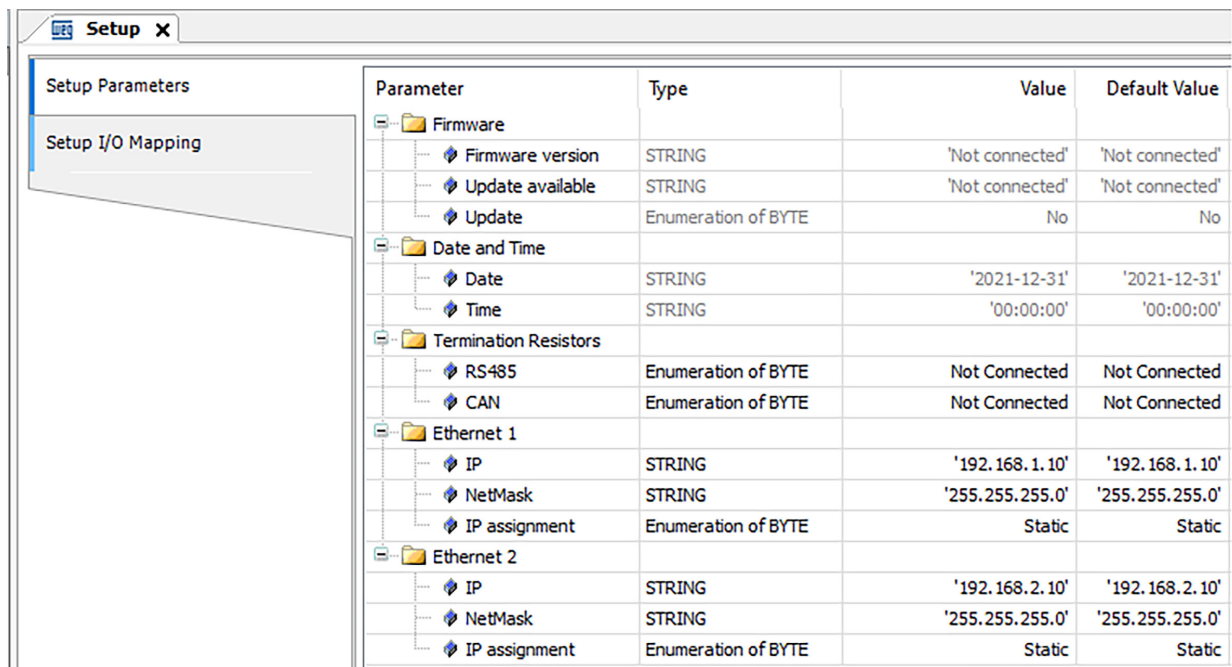 weg Setup X
Setup Parameters
Setup I/O Mapping
Parameter Type Value Default Value
Firmware
Firmware version STRING 'Not connected' 'Not connected'
Update available STRING 'Not connected' 'Not connected'
Update Enumeration of BYTE No No
Date and Time
Date STRING '2021-12-31' '2021-12-31'
Time STRING '00:00:00' '00:00:00'
Termination Resistors
RS485 Enumeration of BYTE Not Connected Not Connected
CAN Enumeration of BYTE Not Connected Not Connected
Ethernet 1
IP STRING '192.168.1.10' '192.168.1.10'
NetMask STRING '255.255.255.0' '255.255.255.0'
IP assignment Enumeration of BYTE Static Static
Ethernet 2
IP STRING '192.168.2.10' '192.168.2.10'
NetMask STRING '255.255.255.0' '255.255.255.0'
IP assignment Enumeration of BYTE Static Static